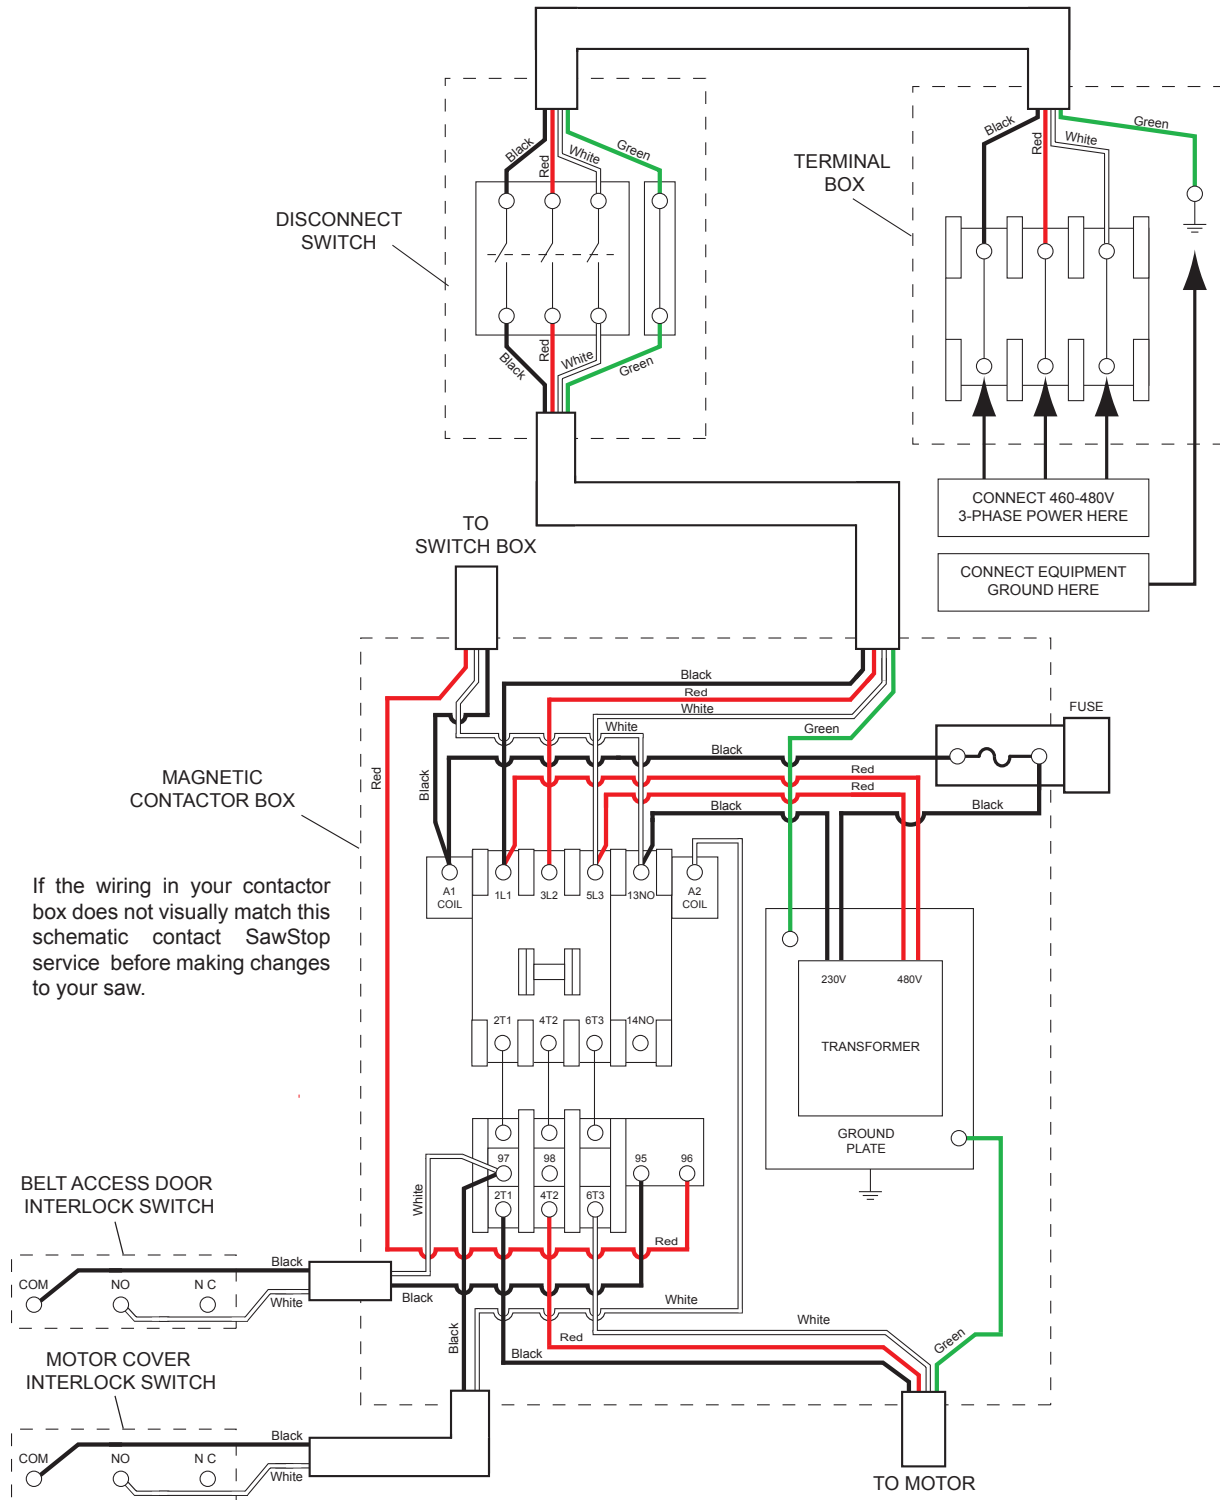 Black
Red
White
Green
DISCONNECT
SWITCH
Black
Red
White
Green
TERMINAL
BOX
Black
Red
White
Green
CONNECT 460-480V
3-PHASE POWER HERE
CONNECT EQUIPMENT
GROUND HERE
TO
SWITCH BOX
Black
Red
White
White
Green
FUSE
Black
Red
Red
Black
Black
Red
Black
MAGNETIC
CONTACTOR BOX
If the wiring in your contactor
box does not visually match this
schematic contact SawStop
service before making changes
to your saw.
A1
COIL
1L1
3L2
5L3
13NO
A2
COIL
2T1
4T2
6T3
14NO
230V
480V
TRANSFORMER
GROUND
PLATE
97
98
95
96
2T1
4T2
6T3
White
Red
BELT ACCESS DOOR
INTERLOCK SWITCH
COM
NO
N C
Black
White
Black
White
Black
White
Red
Black
Green
MOTOR COVER
INTERLOCK SWITCH
COM
NO
N C
Black
White
TO MOTOR